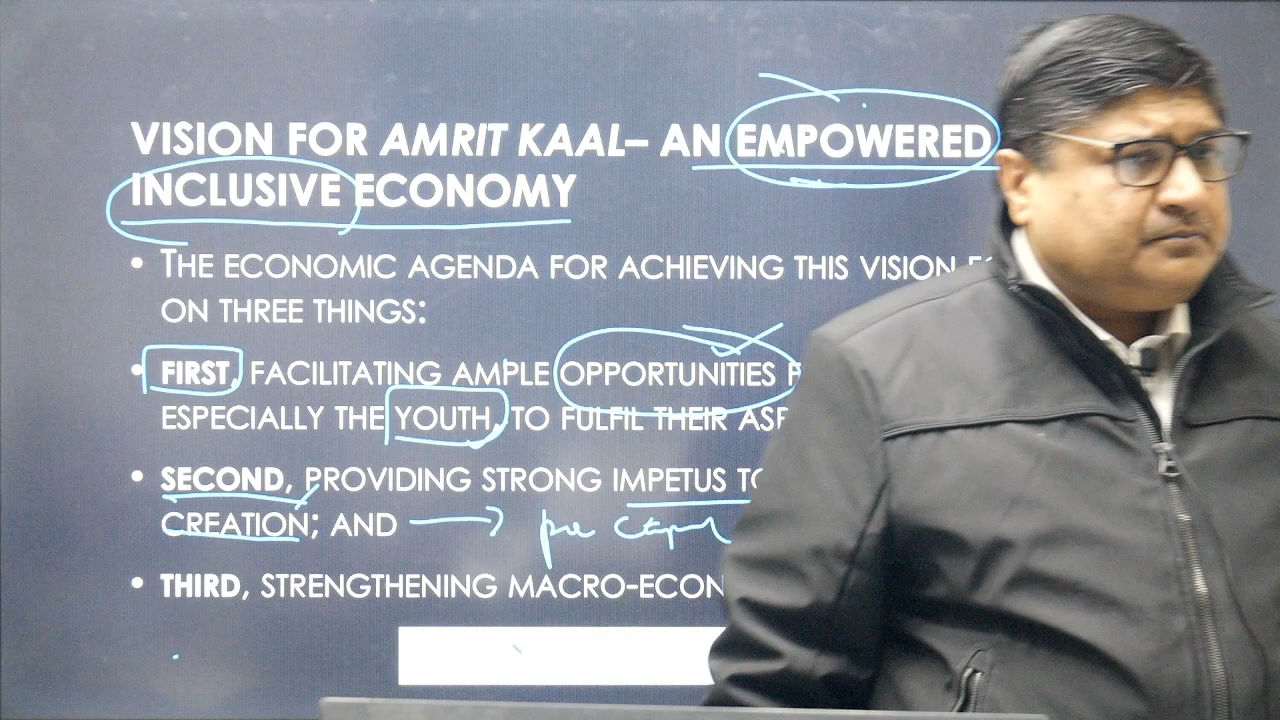 VISION FOR AMRIT KAAL– AN EMPOWERED
INCLUSIVE ECONOMY
• THE ECONOMIC AGENDA FOR ACHIEVING THIS VISION
ON THREE THINGS:
• FIRST, FACILITATING AMPLE OPPORTUNITIES
ESPECIALLY THE YOUTH, TO FULFIL THEIR
• SECOND, PROVIDING STRONG IMPETUS TO
CREATION; AND
• THIRD, STRENGTHENING MACRO-ECON